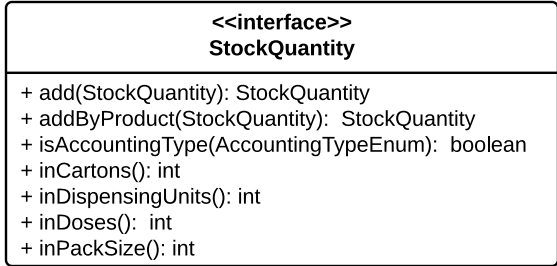 <<interface>>
StockQuantity
+ add(StockQuantity): StockQuantity
+ addByProduct(StockQuantity):  StockQuantity
+ isAccountingType(AccountingTypeEnum):  boolean
+ inCartons(): int
+ inDispensingUnits(): int
+ inDoses():  int
+ inPackSize(): int